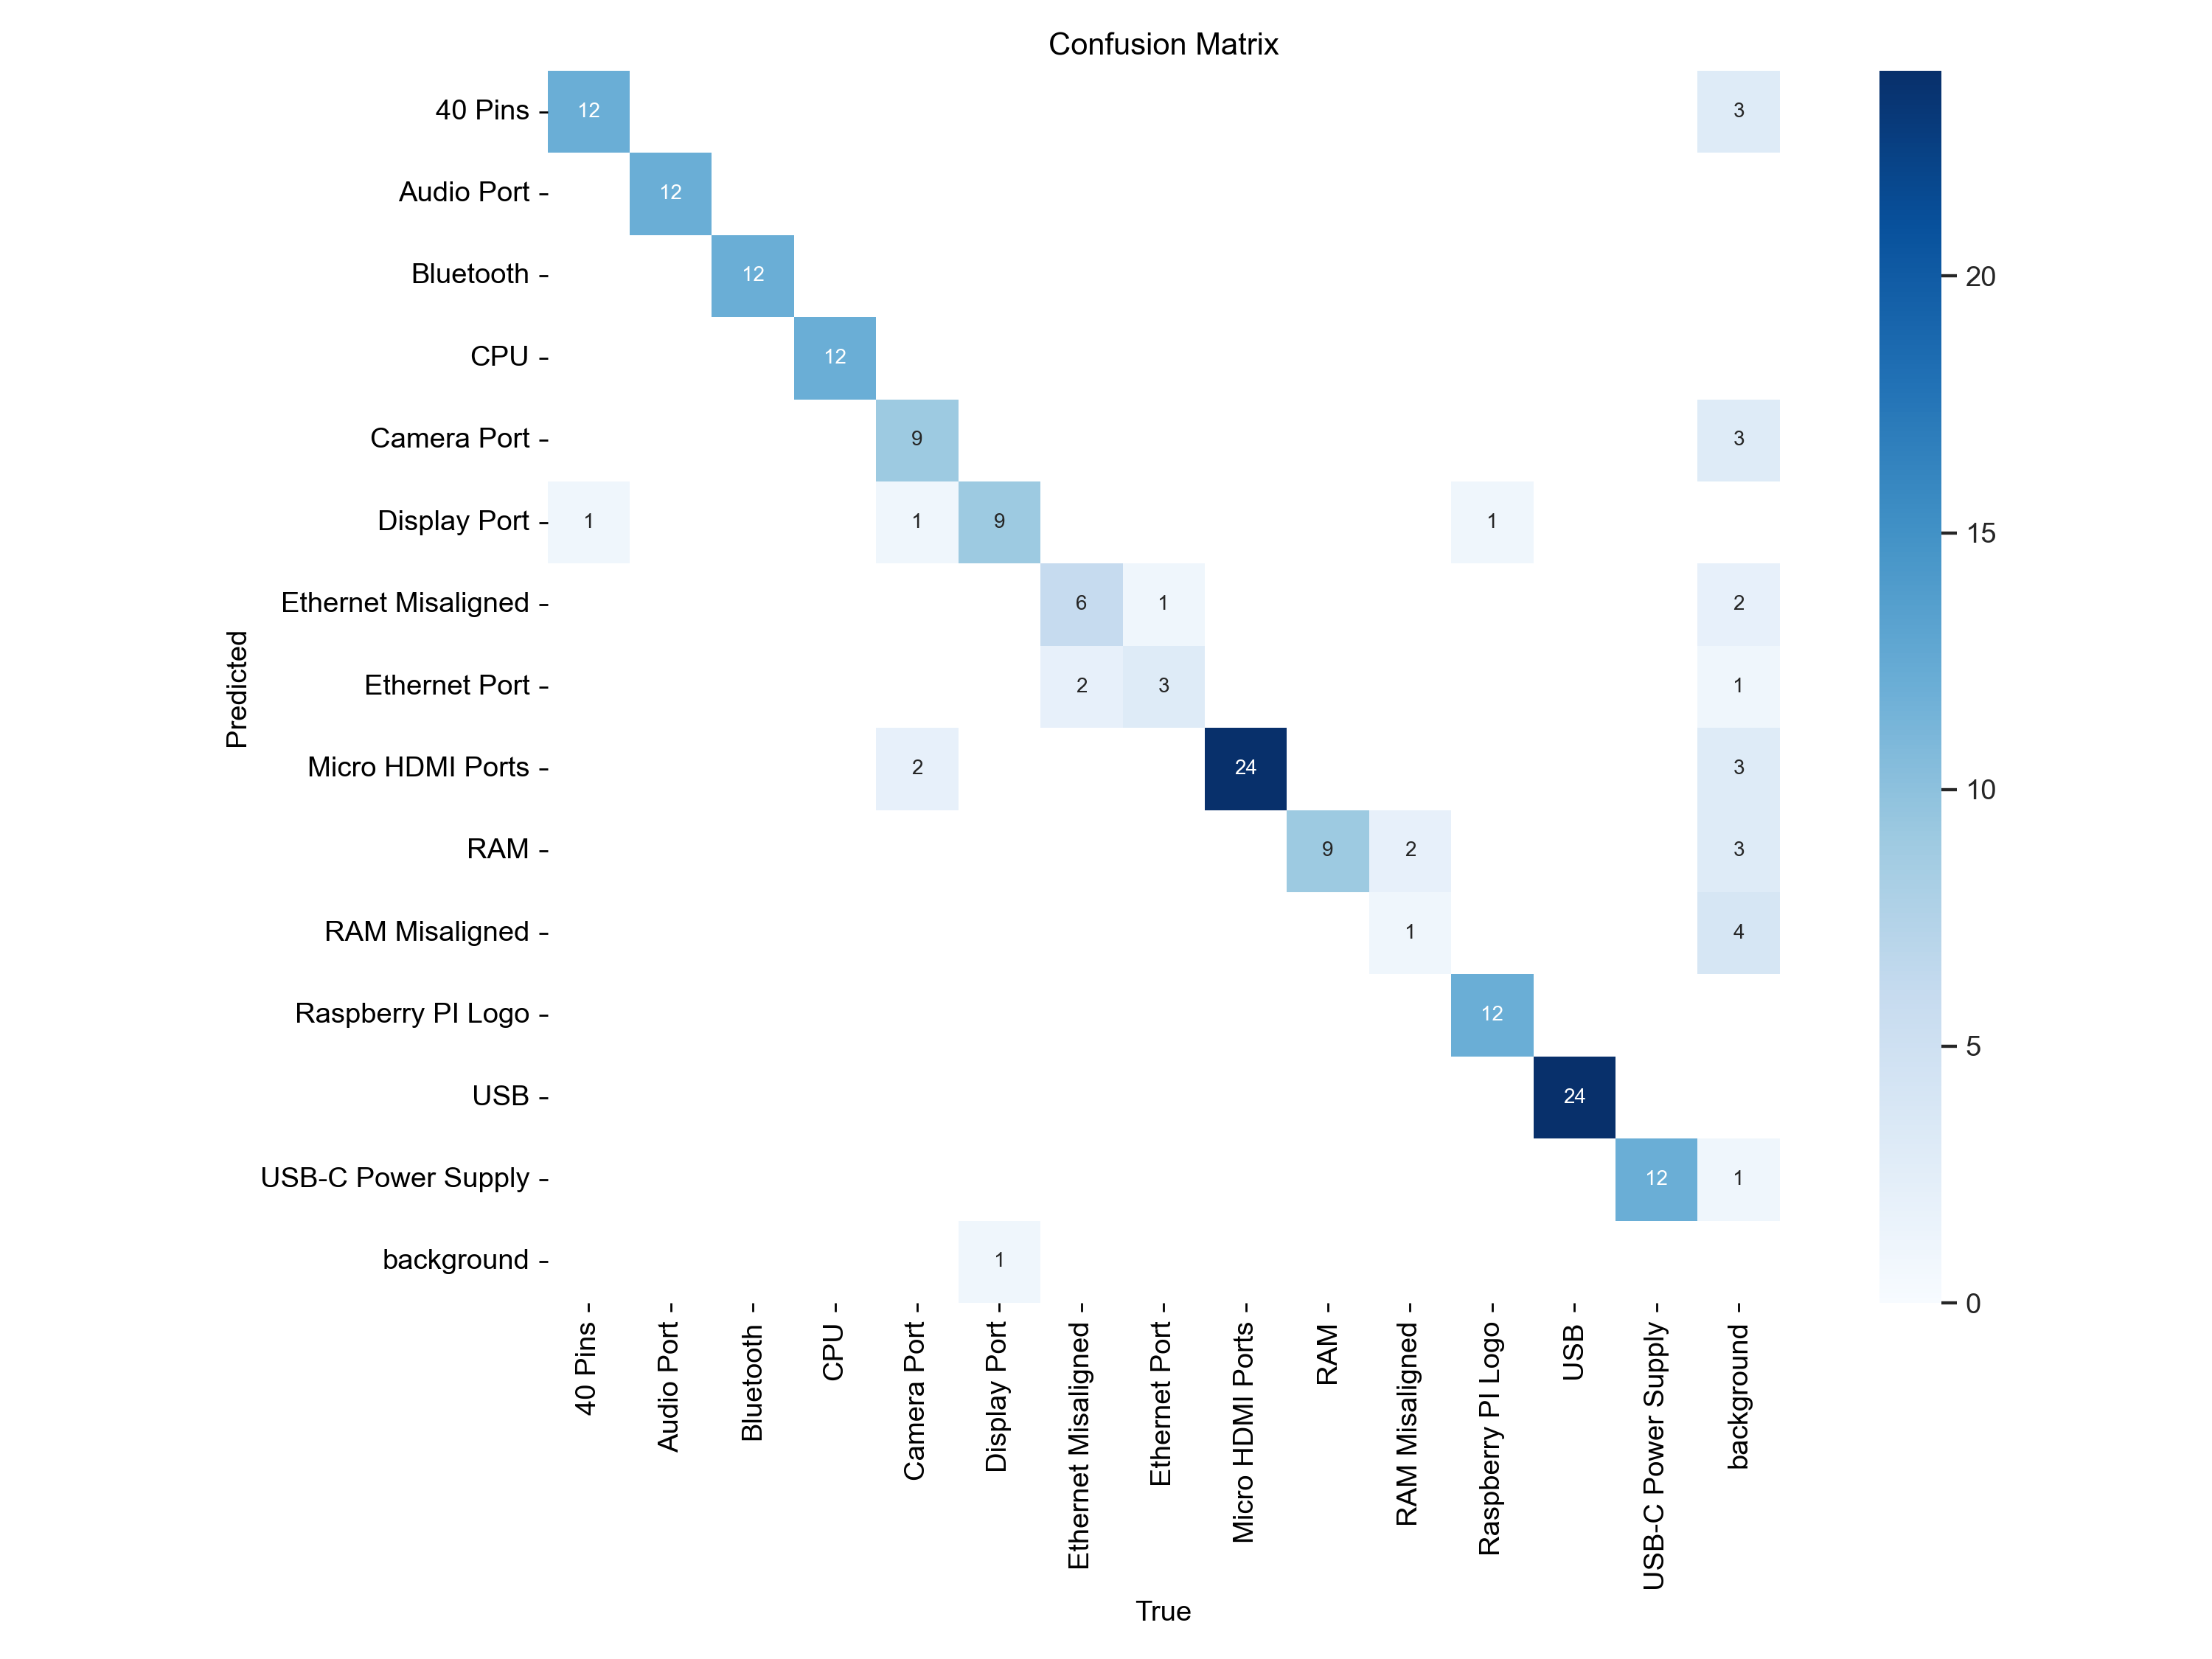 Confusion Matrix
40 Pins
12
3
Audio Port
12
Bluetooth
12
20
CPU
12
Camera Port
9
3
Display Port
1
1
9
1
15
Ethernet Misaligned
6
1
2
Predicted
Ethernet Port
2
3
1
Micro HDMI Ports
2
24
3
10
RAM
9
2
3
RAM Misaligned
1
4
Raspberry PI Logo
12
5
USB
24
USB-C Power Supply
12
1
background
1
0
40 Pins
Audio Port
Bluetooth
CPU
Camera Port
Display Port
Ethernet Misaligned
Ethernet Port
Micro HDMI Ports
RAM
RAM Misaligned
Raspberry PI Logo
USB
USB-C Power Supply
background
True